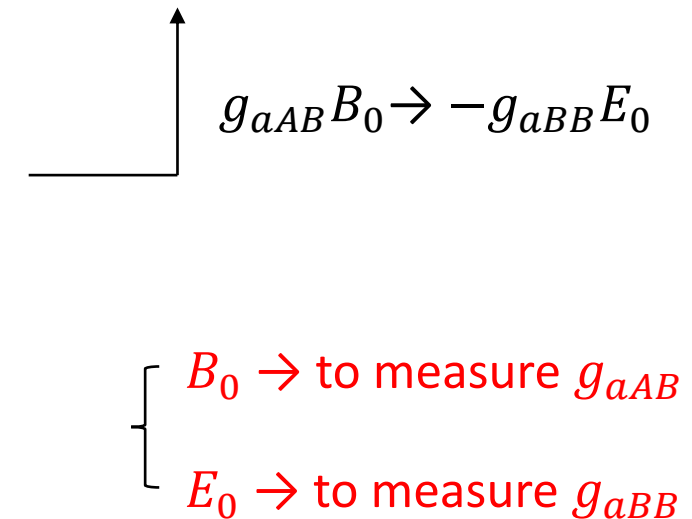 g_{aAB}B_0→ −g_{aBB}E_0
B_0 → to measure g_{aAB}
E_0 → to measure g_{aBB}